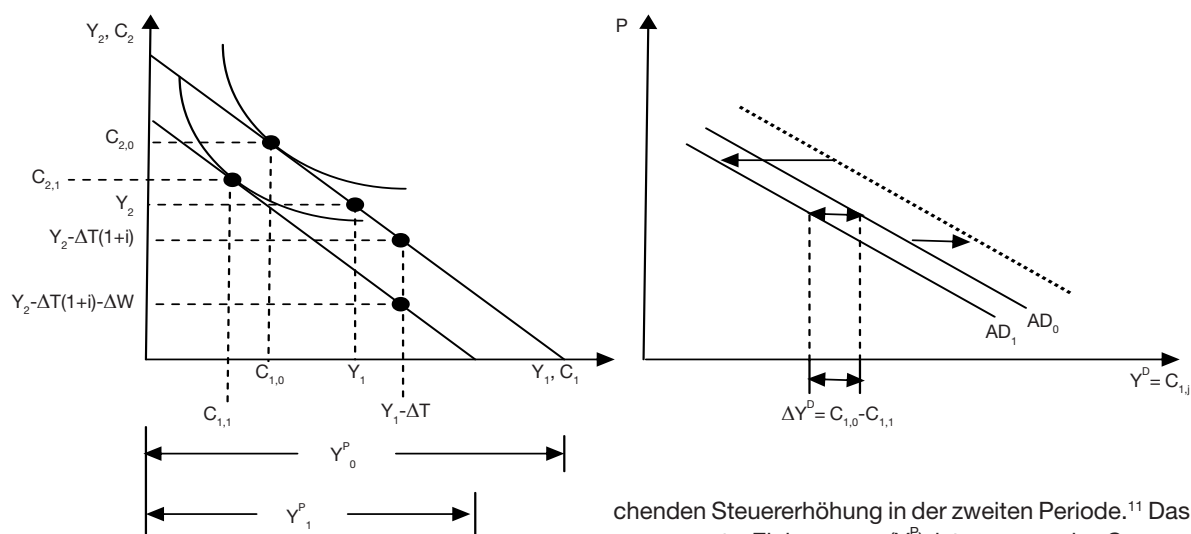 Y₂, C₂
C₂,₀
C₂,₁
Y₂
Y₂-ΔT(1+i)
Y₂-ΔT(1+i)-ΔW
C₁,₀
Y₁
Y₁, C₁
C₁,₁
Y₁-ΔT
Yᴾ₀
Yᴾ₁
P
AD₁
AD₀
Yᴰ= C₁,ⱼ
ΔYᴰ= C₁,₀-C₁,₁
chenden Steuererhöhung in der zweiten Periode.¹¹ Das